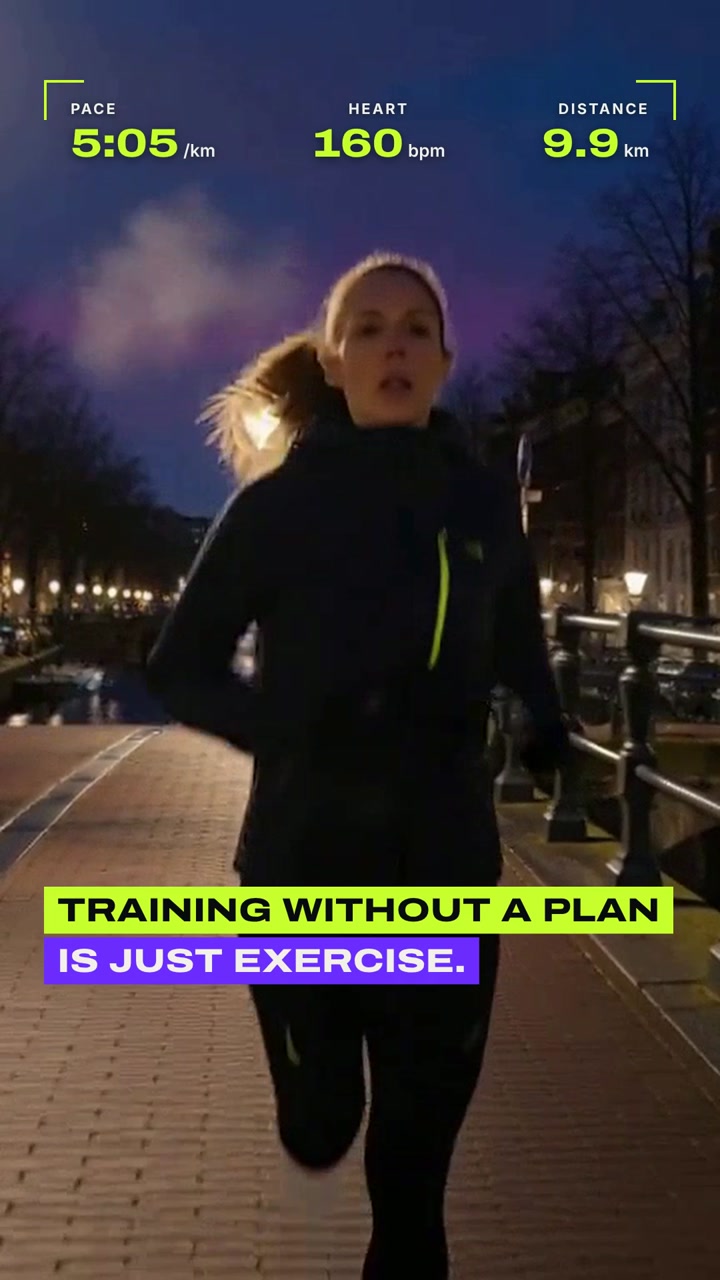 PACE HEART DISTANCE
5:05 /km 160 bpm 9.9 km
TRAINING WITHOUT A PLAN
IS JUST EXERCISE.